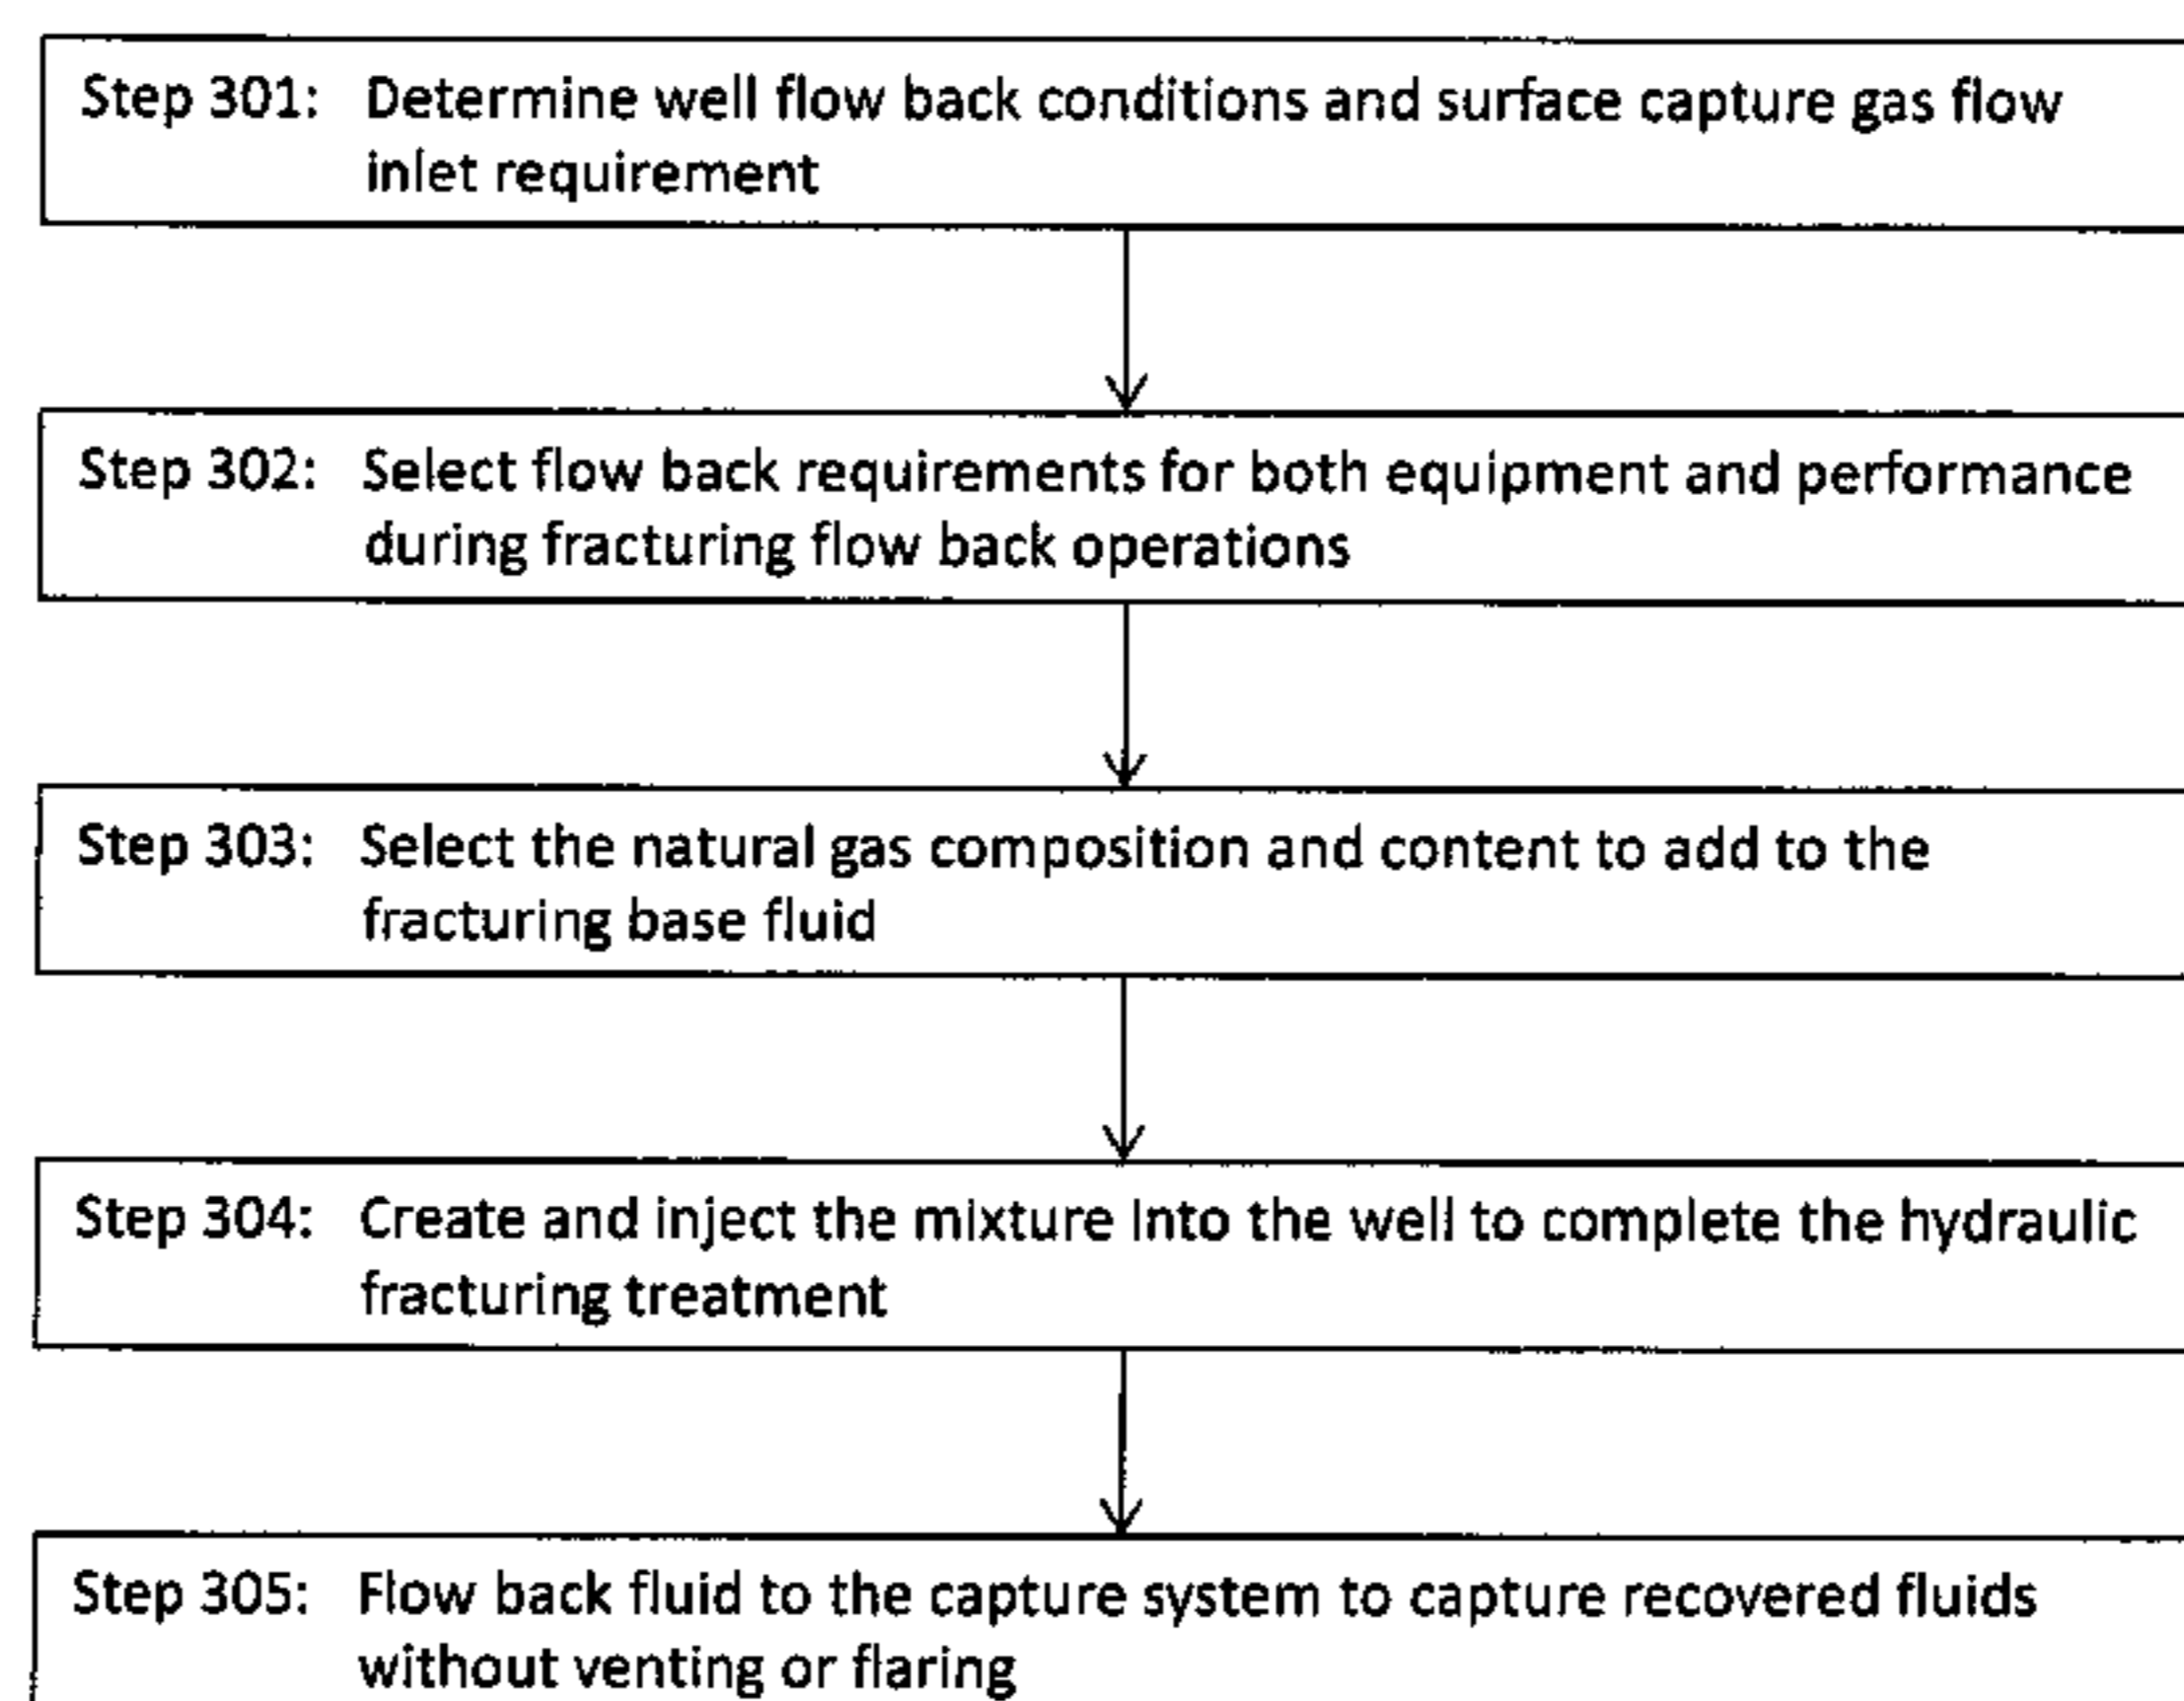 Step 301: Determine well flow back conditions and surface capture gas flow
inlet requirement
Step 302: Select flow back requirements for both equipment and performance
during fracturing flow back operations
Step 303: Select the natural gas composition and content to add to the
fracturing base fluid
Step 304: Create and inject the mixture into the well to complete the hydraulic
fracturing treatment
Step 305: Flow back fluid to the capture system to capture recovered fluids
without venting or flaring